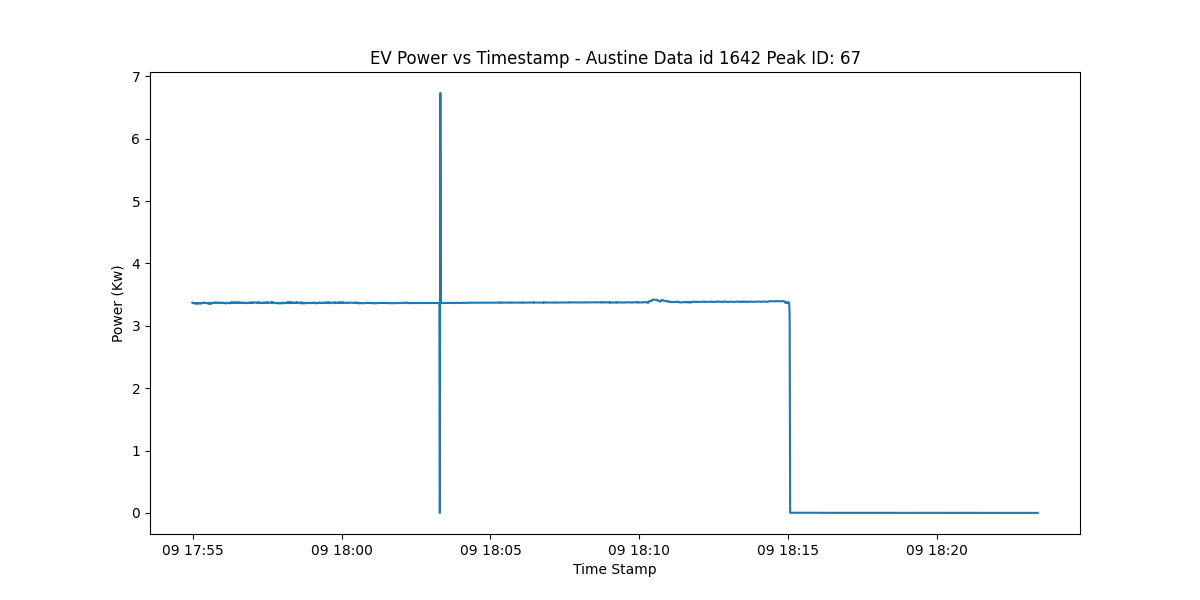 EV Power vs Timestamp - Austine Data id 1642 Peak ID: 67
7
6
5
4
3
2
1
0
Power (Kw)
09 17:55 09 18:00 09 18:05 09 18:10 09 18:15 09 18:20
Time Stamp